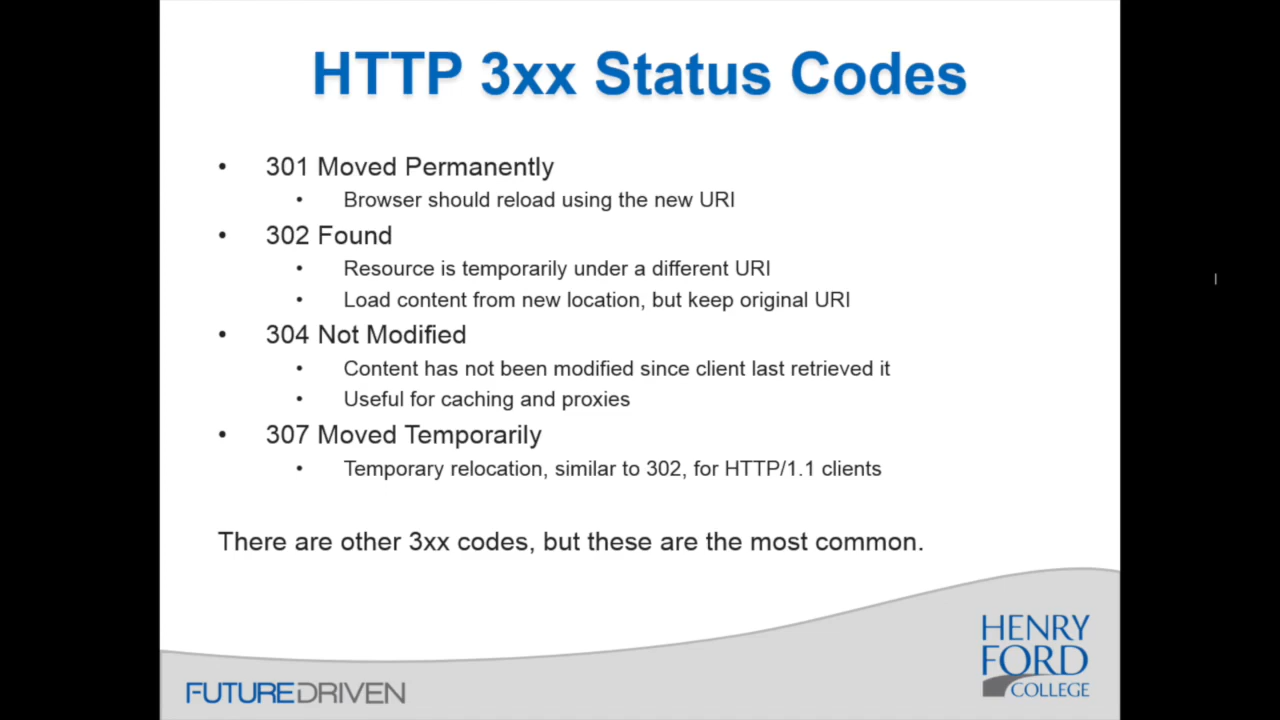 HTTP 3xx Status Codes
• 301 Moved Permanently
• Browser should reload using the new URI
• 302 Found
• Resource is temporarily under a different URI
• Load content from new location, but keep original URI
• 304 Not Modified
• Content has not been modified since client last retrieved it
• Useful for caching and proxies
• 307 Moved Temporarily
• Temporary relocation, similar to 302, for HTTP/1.1 clients
There are other 3xx codes, but these are the most common.
FUTUREDRIVEN
HENRY
FORD
COLLEGE